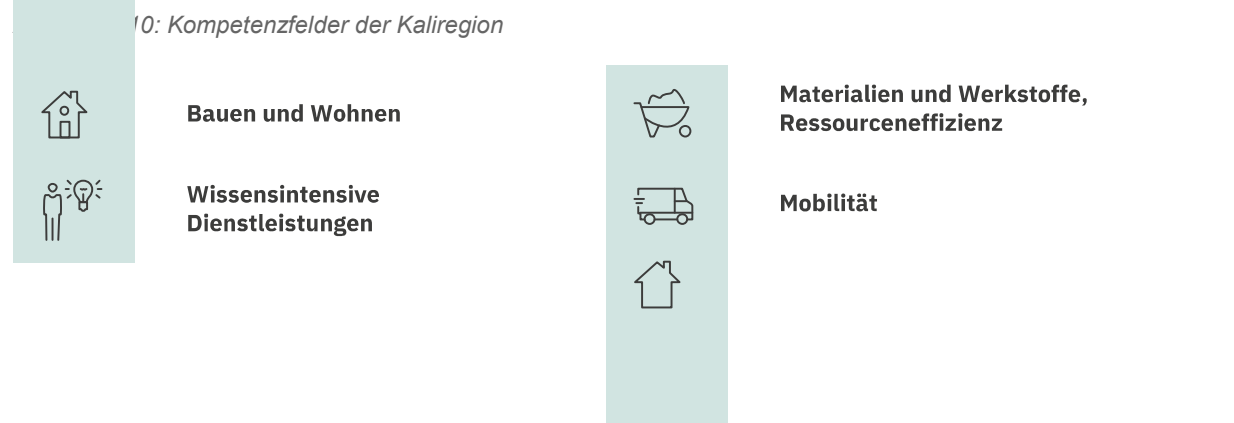 10: Kompetenzfelder der Kaliregion
Bauen und Wohnen
Wissensintensive
Dienstleistungen
Materialien und Werkstoffe,
Ressourceneffizienz
Mobilität